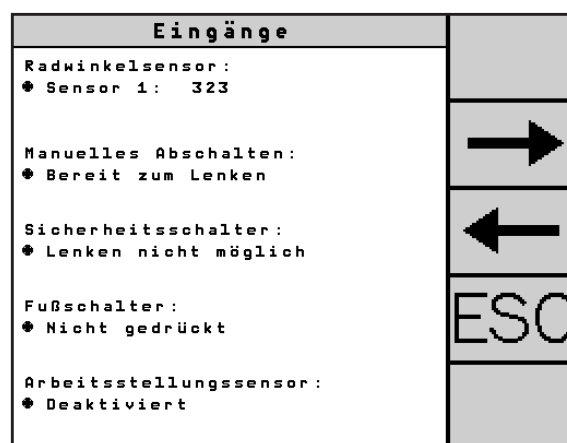 Eingänge
Radwinkelsensor:
Sensor 1: 323
Manuelles Abschalten:
Bereit zum Lenken
Sicherheitsschalter:
Lenken nicht möglich
Fußschalter:
Nicht gedrückt
Arbeitsstellungssensor:
Deaktiviert
ESC